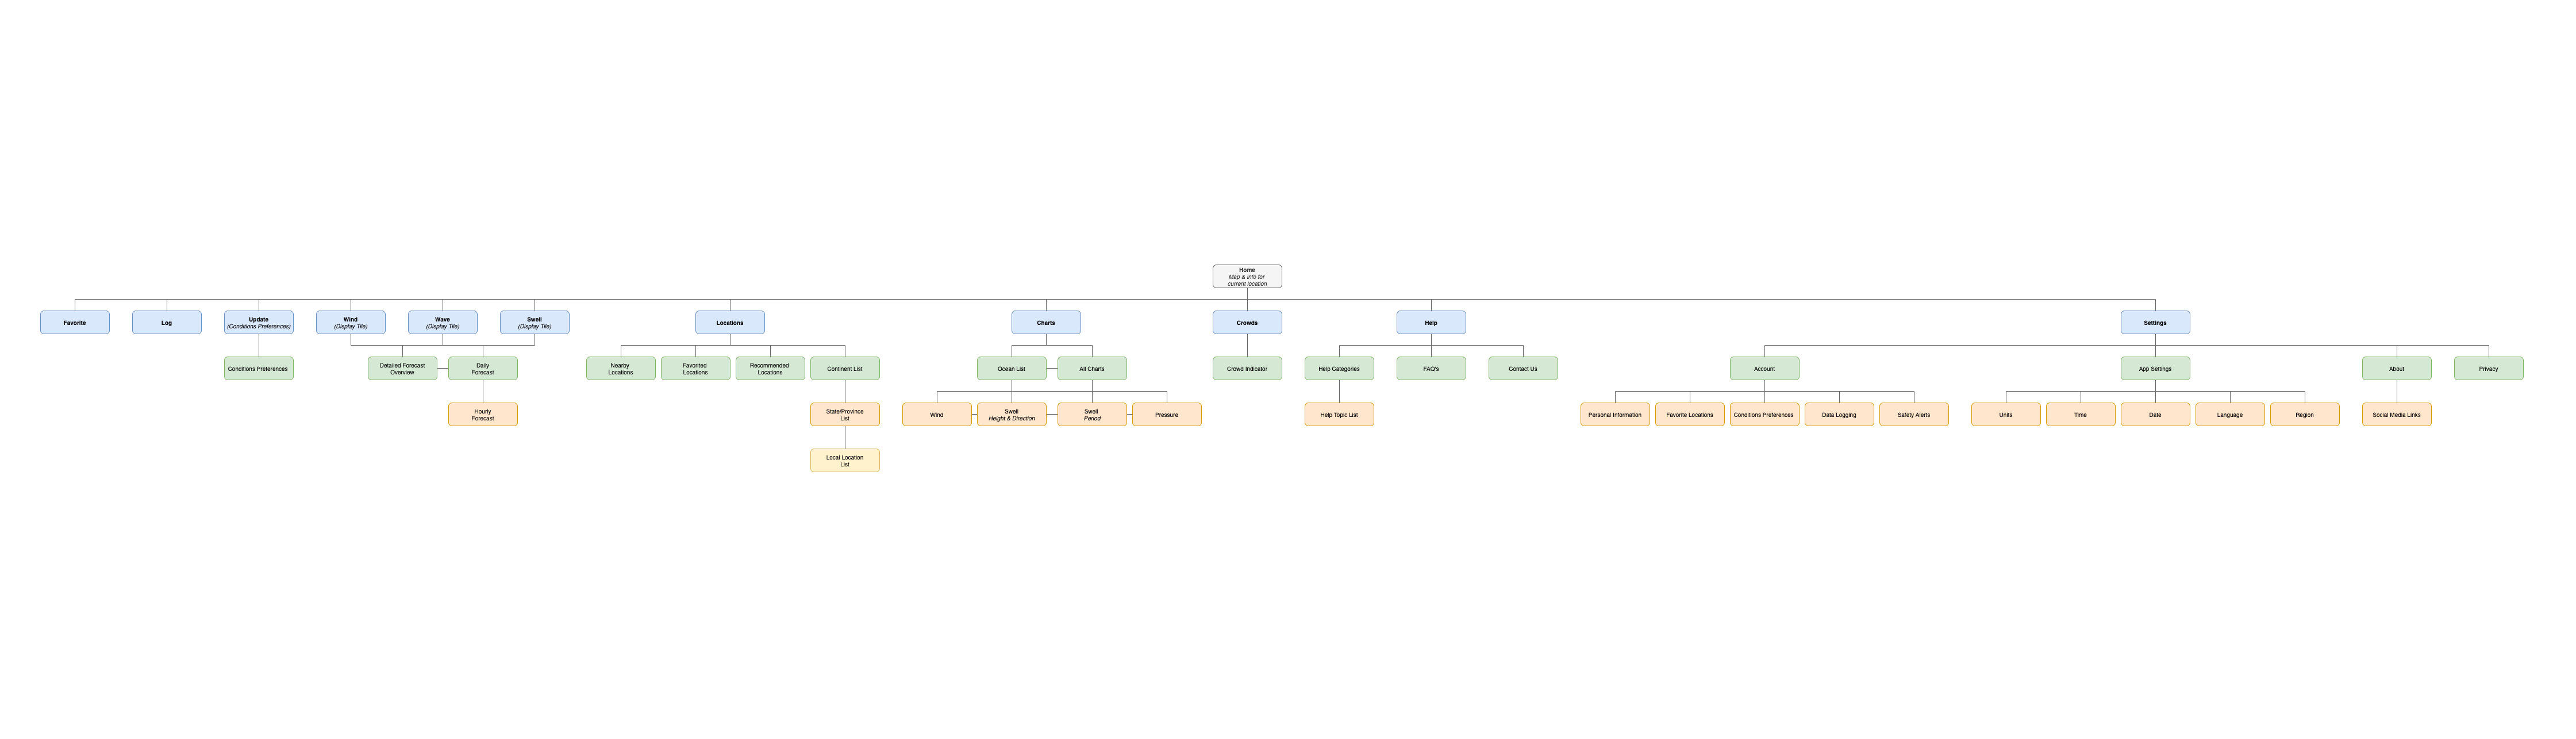 Home
Map & info for
current location
Favorite
Log
Update
(Conditions Preferences)
Wind
(Display Tile)
Wave
(Display Tile)
Swell
(Display Tile)
Locations
Charts
Crowds
Help
Settings
Conditions Preferences
Detailed Forecast
Overview
Daily
Forecast
Nearby
Locations
Favorited
Locations
Recommended
Locations
Continent List
Ocean List
All Charts
Crowd Indicator
Help Categories
FAQ's
Contact Us
Account
App Settings
About
Privacy
Hourly
Forecast
State/Province
List
Wind
Swell
Height & Direction
Swell
Period
Pressure
Help Topic List
Personal Information
Favorite Locations
Conditions Preferences
Data Logging
Safety Alerts
Units
Time
Date
Language
Region
Social Media Links
Local Location
List